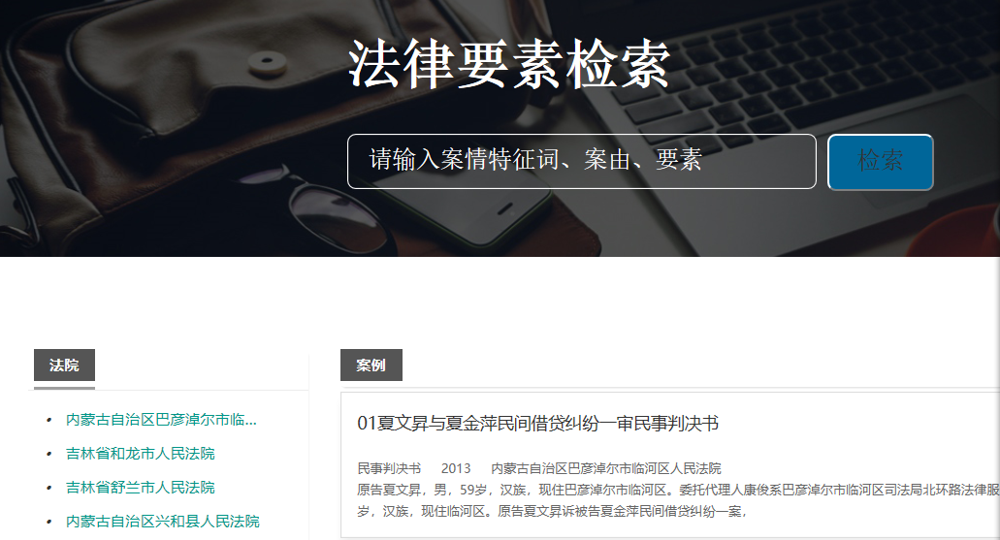 法律要素检索
请输入案情特征词、案由、要素
检索
法院
内蒙古自治区巴彦淖尔市临...
吉林省和龙市人民法院
吉林省舒兰市人民法院
内蒙古自治区兴和县人民法院
案例
01夏文昇与夏金萍民间借贷纠纷一审民事判决书
民事判决书 2013 内蒙古自治区巴彦淖尔市临河区人民法院
原告夏文昇，男，59岁，汉族，现住巴彦淖尔市临河区。委托代理人康俊系巴彦淖尔市临河区司法局北环路法律服
岁，汉族，现住临河区。原告夏文昇诉被告夏金萍民间借贷纠纷一案，